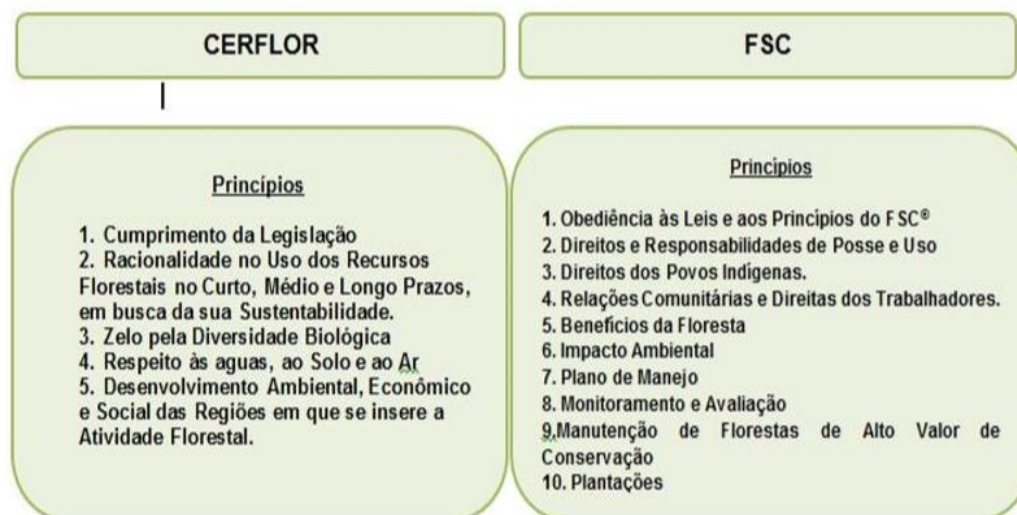 CERFLOR
FSC
Princípios
1. Cumprimento da Legislação
2. Racionalidade no Uso dos Recursos
Florestais no Curto, Médio e Longo Prazos,
em busca da sua Sustentabilidade.
3. Zelo pela Diversidade Biológica
4. Respeito às aguas, ao Solo e ao Ar
5. Desenvolvimento Ambiental, Econômico
e Social das Regiões em que se insere a
Atividade Florestal.
Princípios
1. Obediência às Leis e aos Princípios do FSC®
2. Direitos e Responsabilidades de Posse e Uso
3. Direitos dos Povos Indígenas.
4. Relações Comunitárias e Direitas dos Trabalhadores.
5. Benefícios da Floresta
6. Impacto Ambiental
7. Plano de Manejo
8. Monitoramento e Avaliação
9.Manutenção de Florestas de Alto Valor de
Conservação
10. Plantações